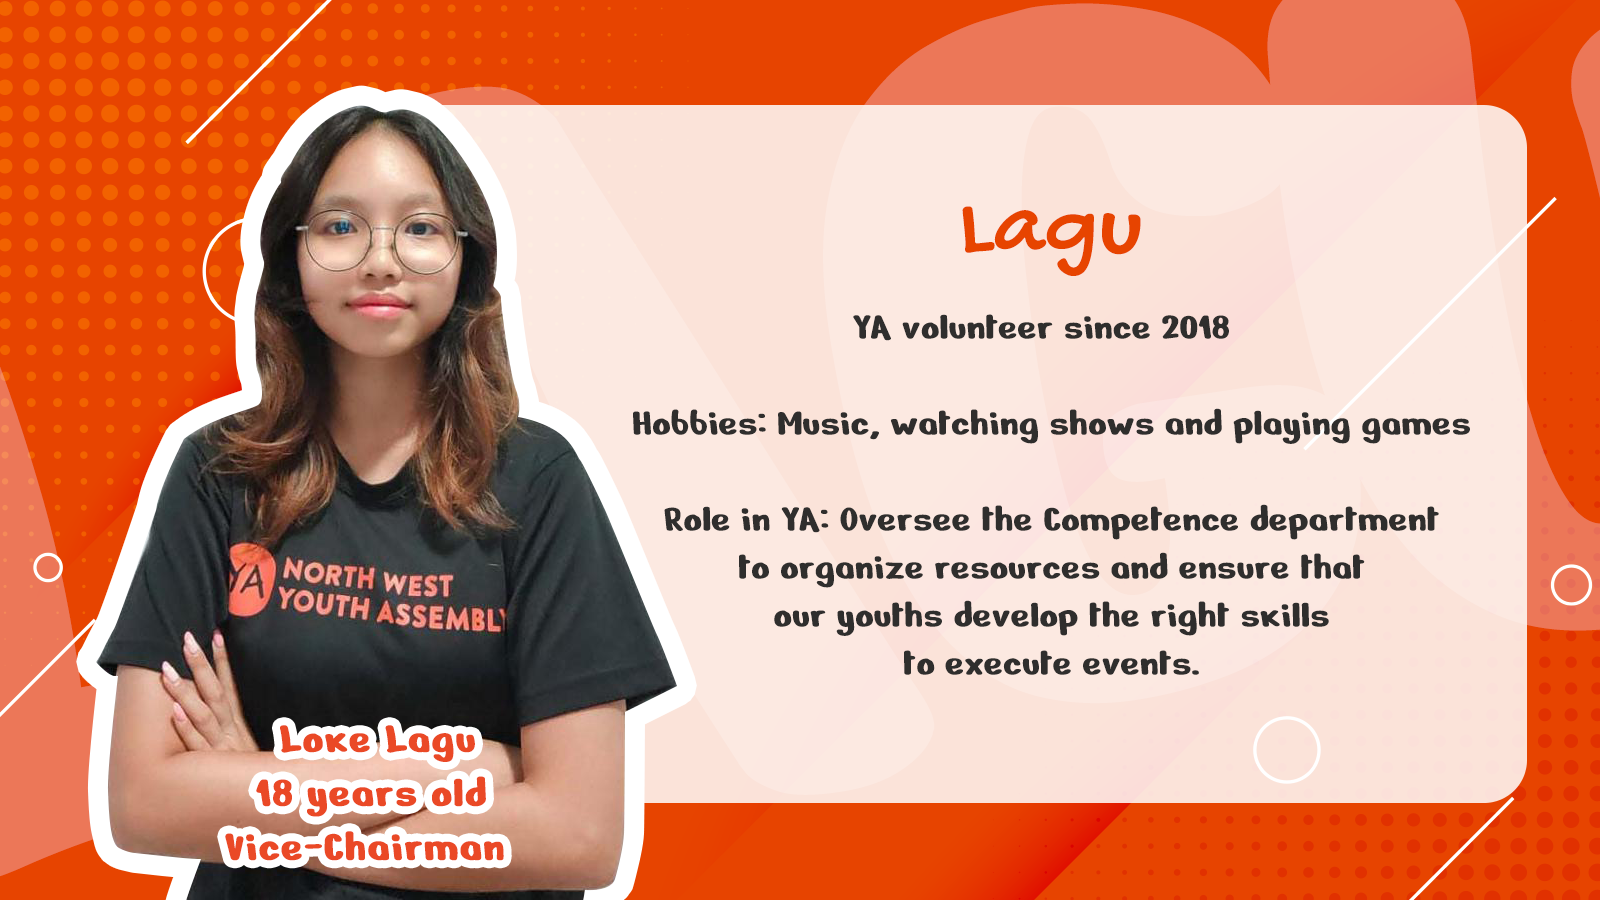 Lagu
YA volunteer since 2018
Hobbies: Music, watching shows and playing games
Role in YA: Oversee the Competence department
to organize resources and ensure that
our youths develop the right skills
to execute events.
YA
NORTH WEST
YOUTH ASSEMBLY
Loke Lagu
18 years old
Vice-Chairman